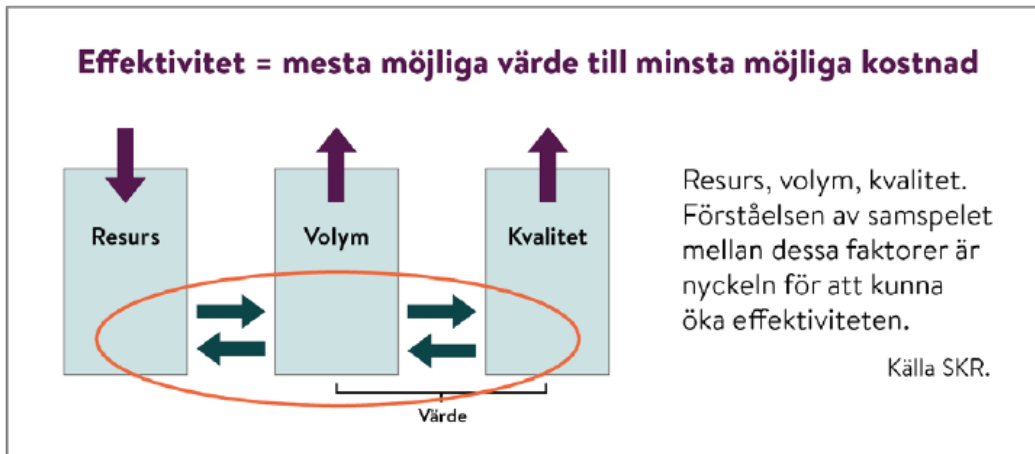 Effektivitet = mesta möjliga värde till minsta möjliga kostnad
Resurs
Volym
Kvalitet
Värde
Resurs, volym, kvalitet.
Förståelsen av samspelet
mellan dessa faktorer är
nyckeln för att kunna
öka effektiviteten.
Källa SKR.